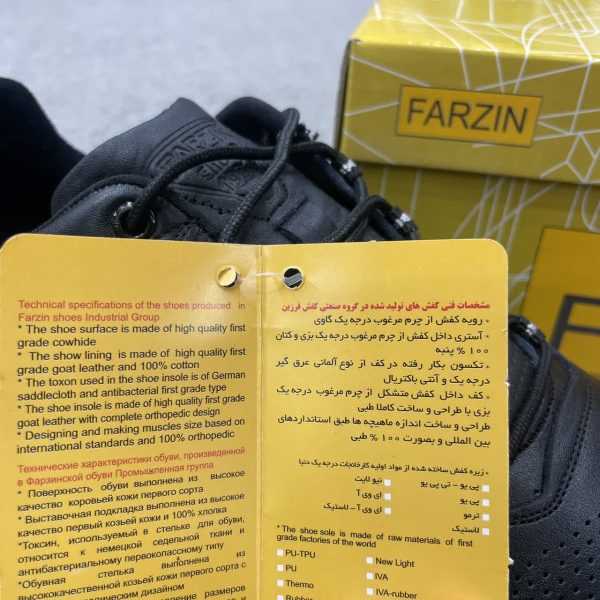 FARZIN
FARZIN
Technical specifications of the shoes produced in
Farzin shoes Industrial Group
* The shoe surface is made of high quality first
grade cowhide
* The show lining is made of high quality first
grade goat leather and 100% cotton
* The toxon used in the shoe insole is of German
saddlecloth and antibacterial first grade type
* The shoe insole is made of high quality first grade
goat leather with complete orthopedic design
* Designing and making muscles size based on
international standards and 100% orthopedic
Технические характеристики обуви, произведенной
в Фарзинской обуви Промышленная группа
* Поверхность обуви выполнена из высокое
качество коровьей кожи первого сорта
* Выставочная подкладка выполнена из высокое
качество первый козьей кожи и 100% хлопка
*Токсин, используемый в стельке для обуви,
относится к немецкой седельной ткани и
антибактериальному первоклассному типу
*Обувная стелька выполнена из
высококачественной козьей кожи первого сорта с
дизайном
مشخصات فنی کفش های تولید شده در گروه صنعتی کفش فرزین
* رویه کفش از چرم مرغوب درجه یک گاوی
* آستری داخل کفش از چرم مرغوب درجه یک بزی و کتان
۱۰۰ % پنبه
* تکسون بکار رفته در کف از نوع آلمانی عرق گیر
درجه یک و آنتی باکتریال
* کف داخل کفش متشکل از چرم مرغوب درجه یک
بزی با طراحی و ساخت کاملا طبی
طراحی و ساخت اندازه ماهیچه ها طبق استانداردهای
بین المللی و بصورت ۱۰۰ % طبی
* زیره کفش ساخته شده از مواد اولیه کارخانجات درجه یک دنیا
پی یو - تی پی یو
نیو لایت
پی یو
ای وی آ
ترمو
ای وی آ - لاستیک
لاستیک
* The shoe sole is made of raw materials of first
grade factories of the world
PU-TPU
New Light
PU
IVA
Thermo
IVA-rubber
Rubber